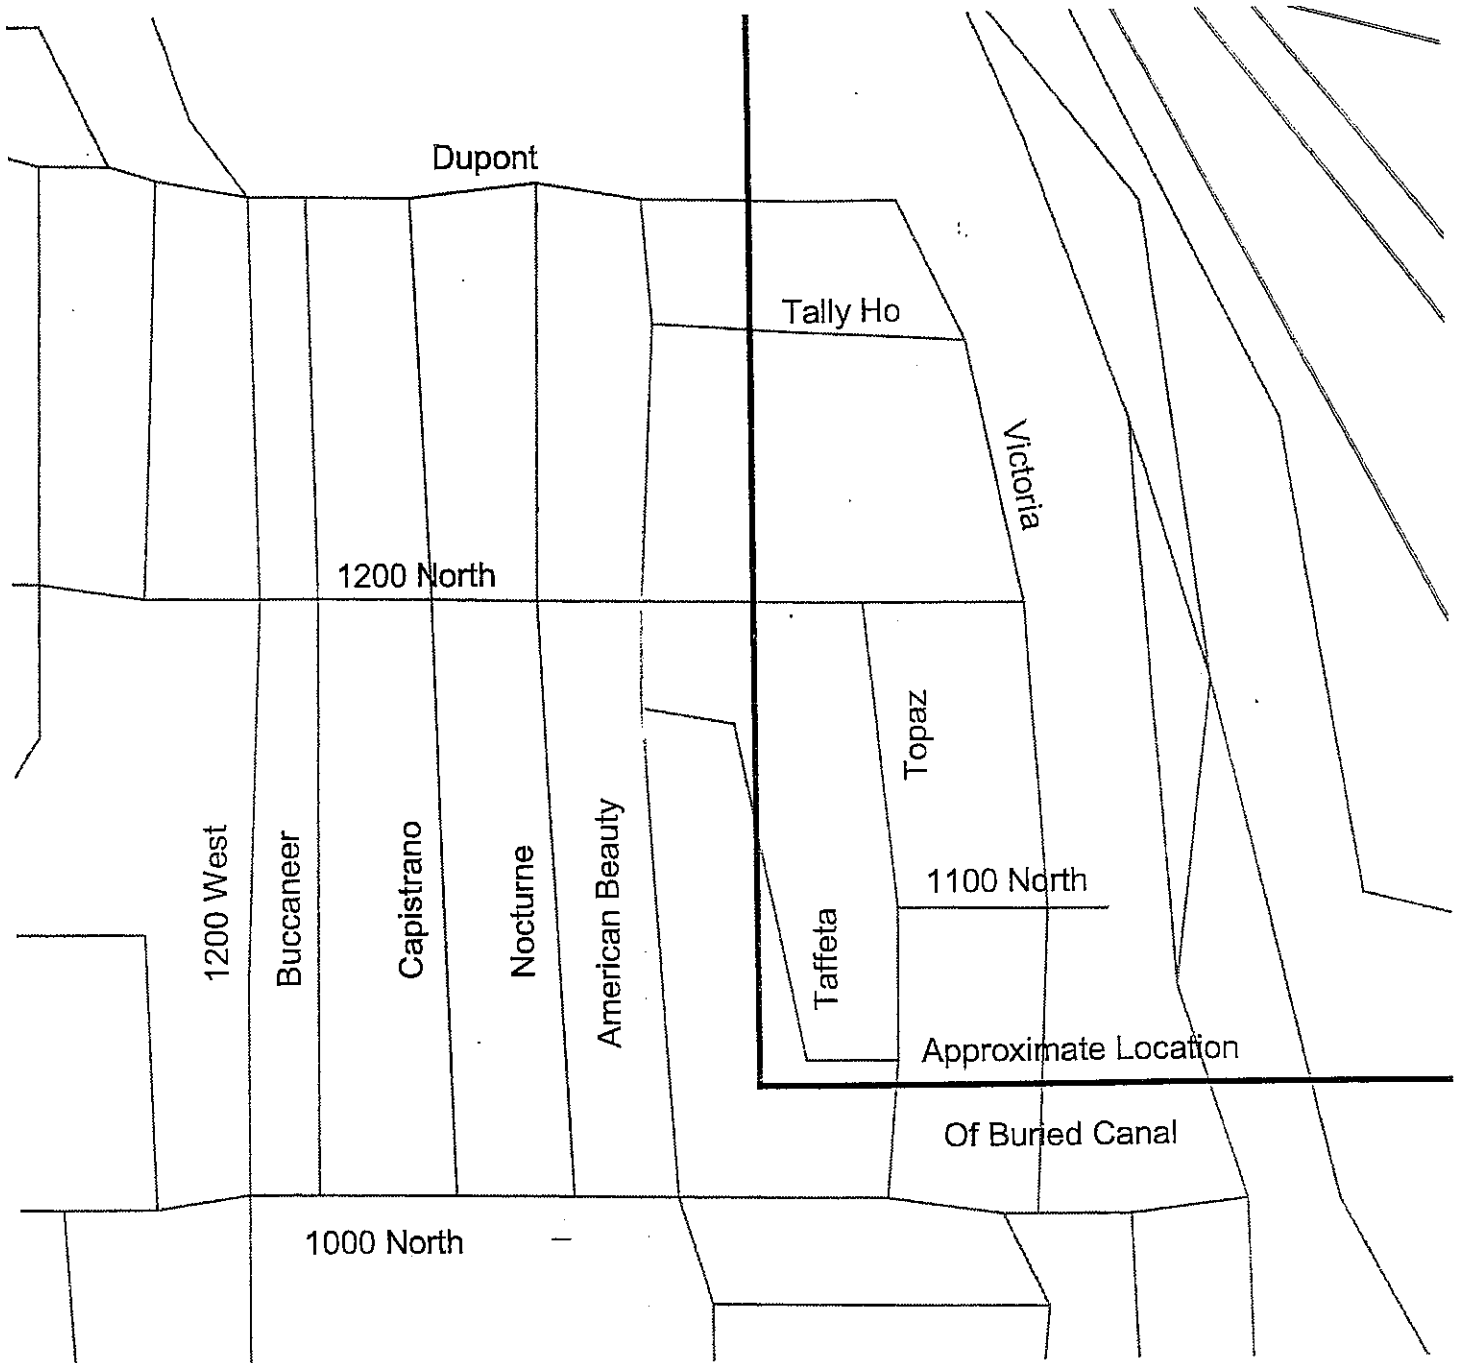 Dupont
Tally Ho
Victoria
1200 North
Topaz
1200 West
Buccaneer
Capistrano
Nocturne
American Beauty
1100 North
Taffeta
Approximate Location
Of Buried Canal
1000 North